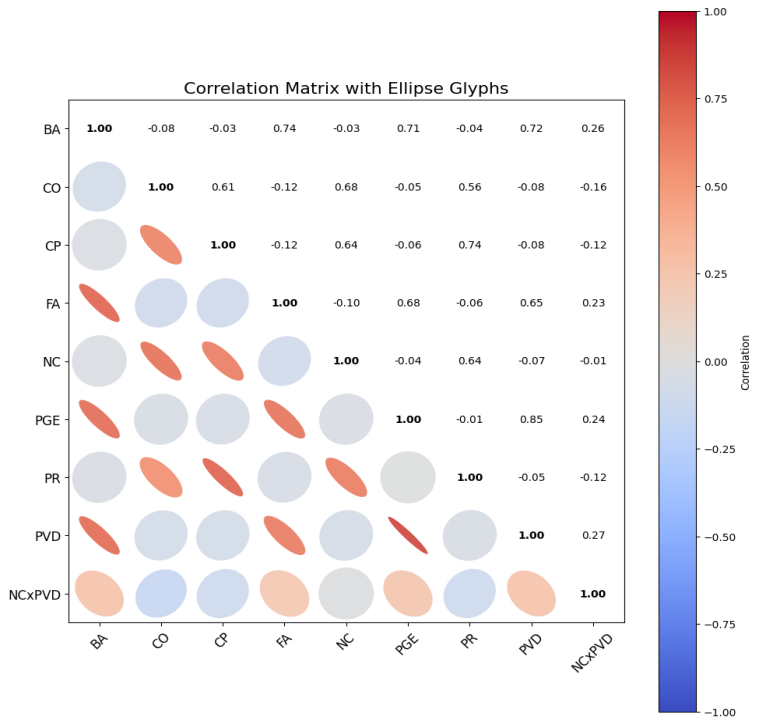 Correlation Matrix with Ellipse Glyphs
BA 1.00 -0.08 -0.03 0.74 -0.03 0.71 -0.04 0.72 0.26
CO 1.00 0.61 -0.12 0.68 -0.05 0.56 -0.08 -0.16
CP 1.00 -0.12 0.64 -0.06 0.74 -0.08 -0.12
FA 1.00 -0.10 0.68 -0.06 0.65 0.23
NC 1.00 -0.04 0.64 -0.07 -0.01
PGE 1.00 -0.01 0.85 0.24
PR 1.00 -0.05 -0.12
PVD 1.00 0.27
NCxPVD 1.00
BA CO CP FA NC PGE PR PVD NCxPVD
1.00
0.75
0.50
0.25
0.00
−0.25
−0.50
−0.75
−1.00
Correlation